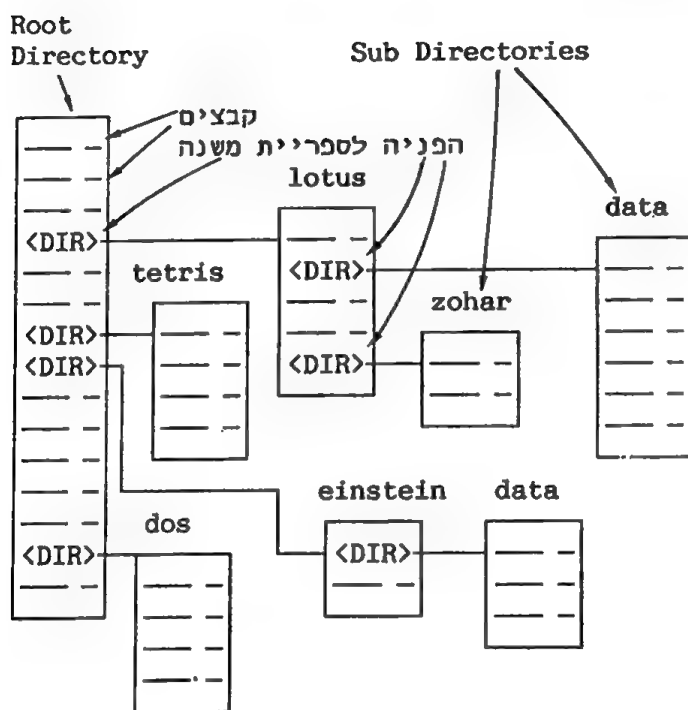 Root
Directory
Sub Directories
קבצים
הפניה לספריית משנה
lotus
data
<DIR>
<DIR>
tetris
zohar
<DIR>
<DIR>
<DIR>
einstein
data
dos
<DIR>
<DIR>